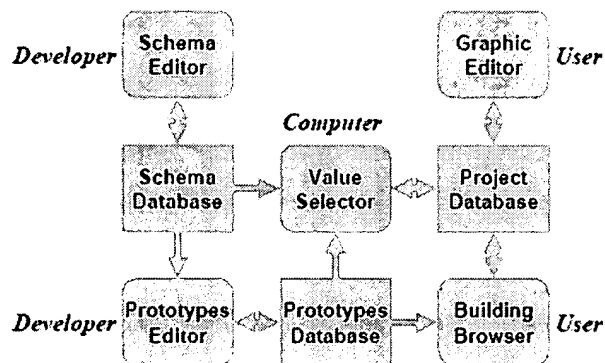 Developer
Schema
Editor
Graphic
Editor
User
Computer
Schema
Database
Value
Selector
Project
Database
Developer
Prototypes
Editor
Prototypes
Database
Building
Browser
User